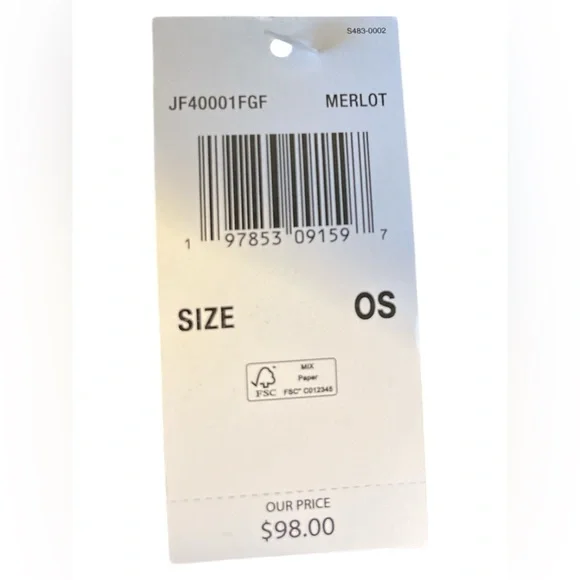 S483-0002
JF40001FGF MERLOT
1 97853 09159 7
SIZE OS
MIX
Paper
FSC FSC® C012345
OUR PRICE
$98.00